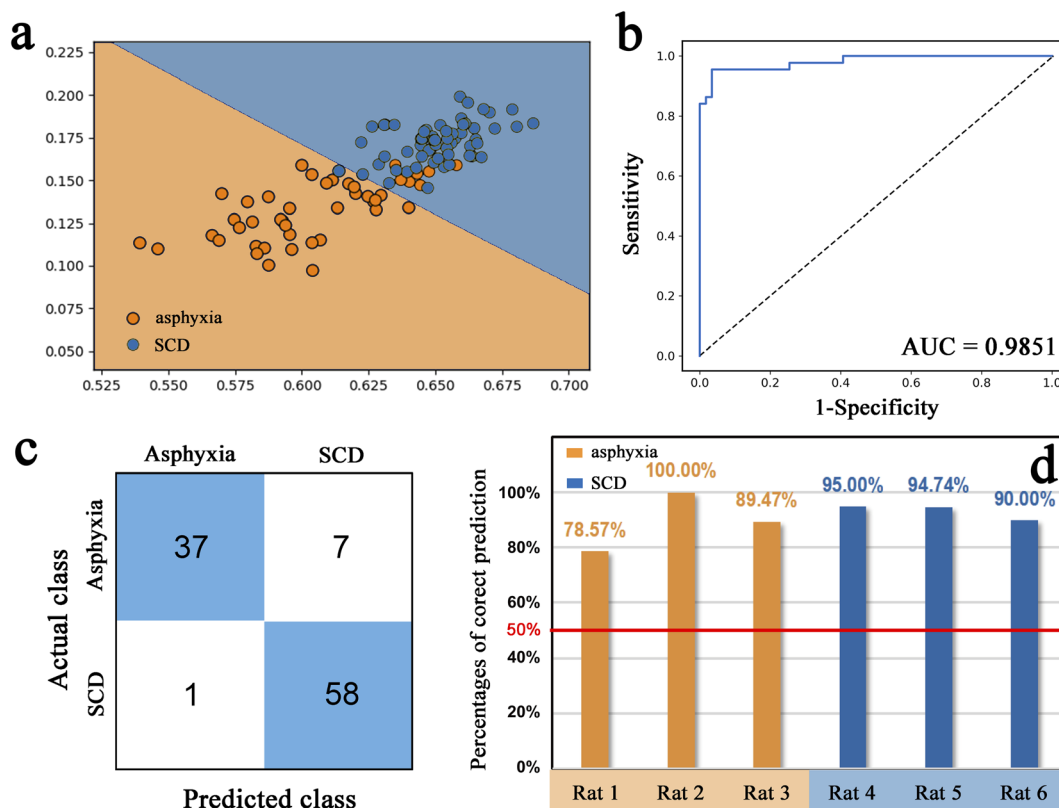 a
0.225
0.200
0.175
0.150
0.125
0.100
0.075
0.050
asphyxia
SCD
0.525 0.550 0.575 0.600 0.625 0.650 0.675 0.700
b
1.0
0.8
0.6
0.4
0.2
0.0
Sensitivity
AUC = 0.9851
0.0 0.2 0.4 0.6 0.8 1.0
1-Specificity
c
Asphyxia SCD
Actual class
Asphyxia
37 7
SCD
1 58
Predicted class
d
asphyxia
SCD
Percentages of corect prediction
100%
80%
60%
50%
40%
20%
0%
78.57%
100.00%
89.47%
95.00%
94.74%
90.00%
Rat 1 Rat 2 Rat 3 Rat 4 Rat 5 Rat 6